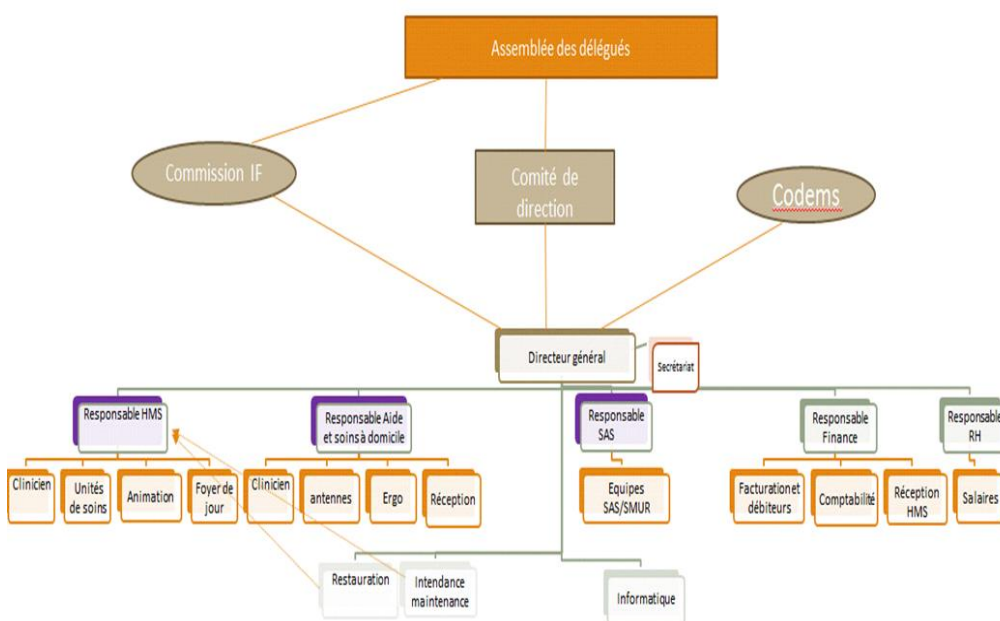 Assemblée des délégués
Commission IF
Comité de
direction
Codems
Directeur général
Secrétariat
Responsable HMS
Responsable Aide
et soins à domicile
Responsable
SAS
Responsable
Finance
Responsable
RH
Clinicien
Unités
de soins
Animation
Foyer de
jour
Clinicien
antennes
Ergo
Réception
Equipes
SAS/SMUR
Facturation et
débiteurs
Comptabilité
Réception
HMS
Salaires
Restauration
Intendance
maintenance
Informatique